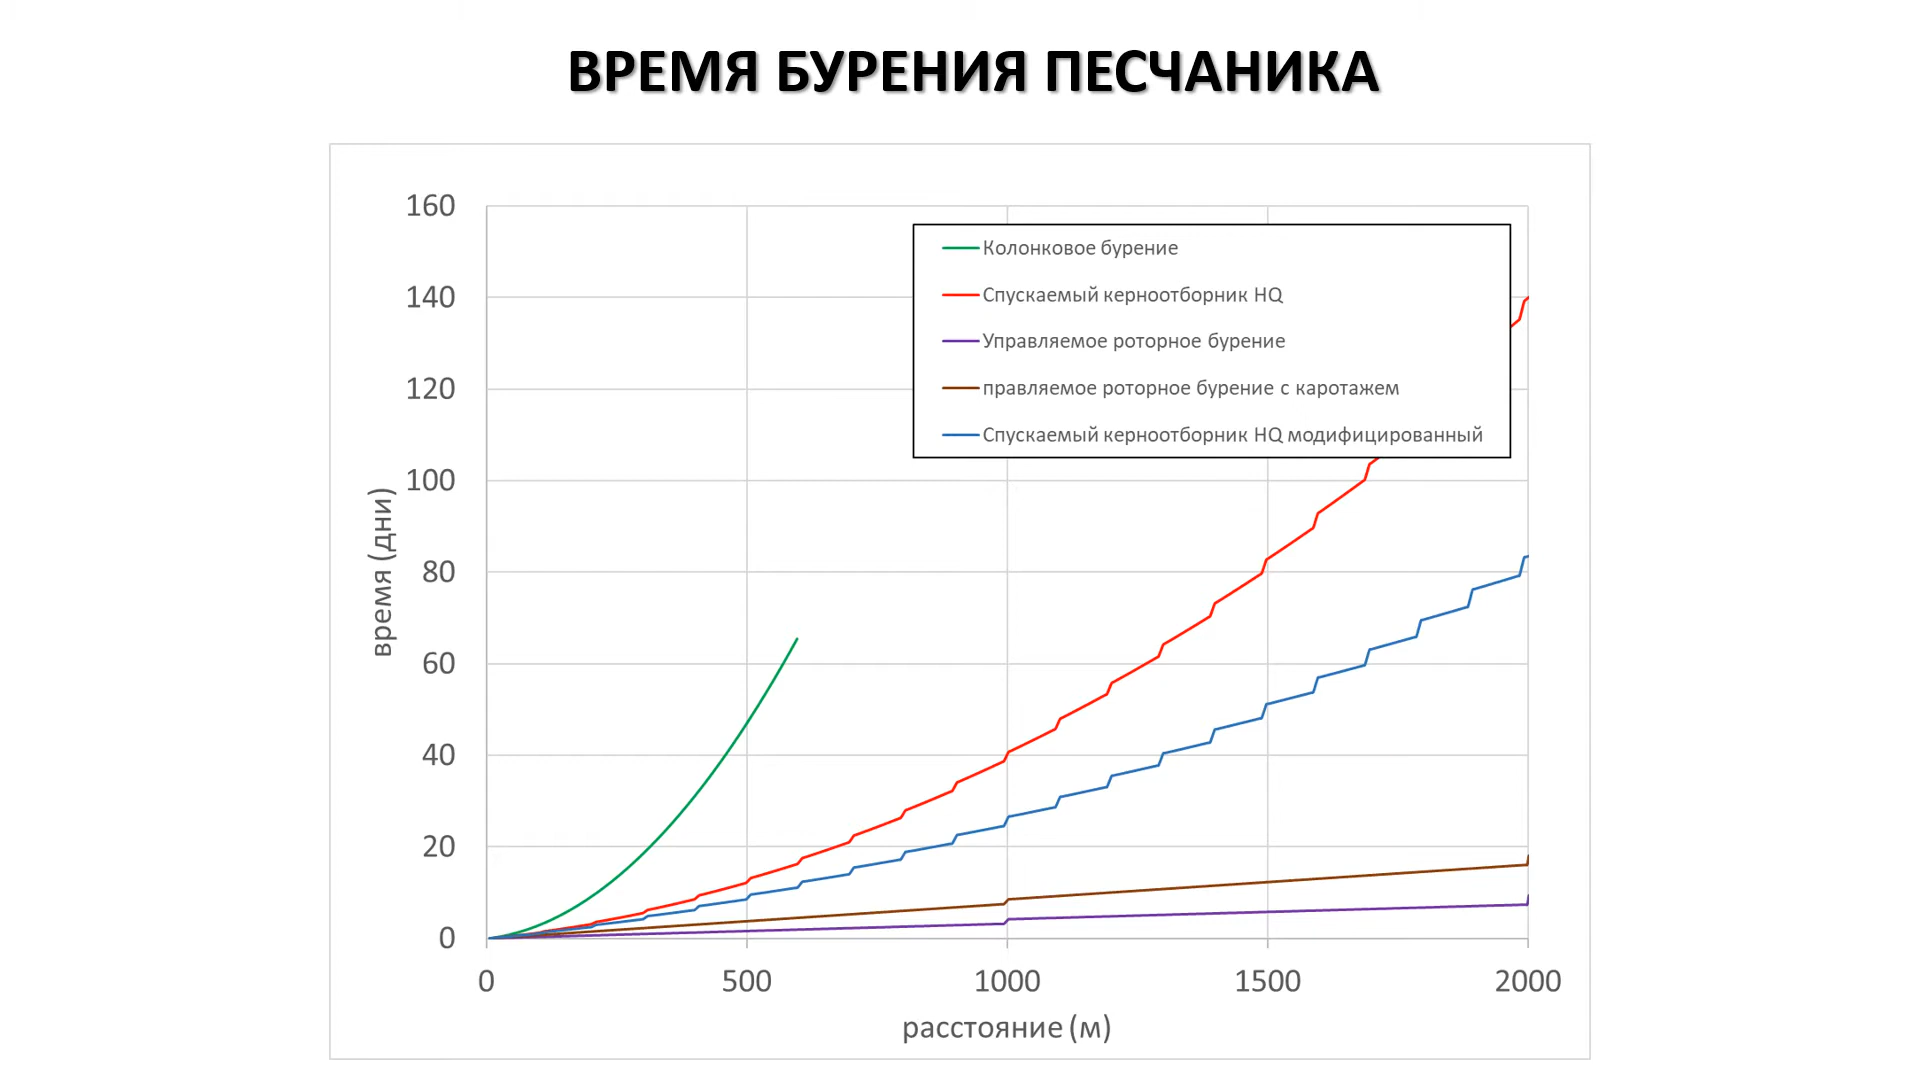 ВРЕМЯ БУРЕНИЯ ПЕСЧАНИКА
160
140
120
100
80
60
40
20
0
время (дни)
Колонковое бурение
Спускаемый керноотборник HQ
Управляемое роторное бурение
правляемое роторное бурение с каротажем
Спускаемый керноотборник HQ модифицированный
0 500 1000 1500 2000
расстояние (м)